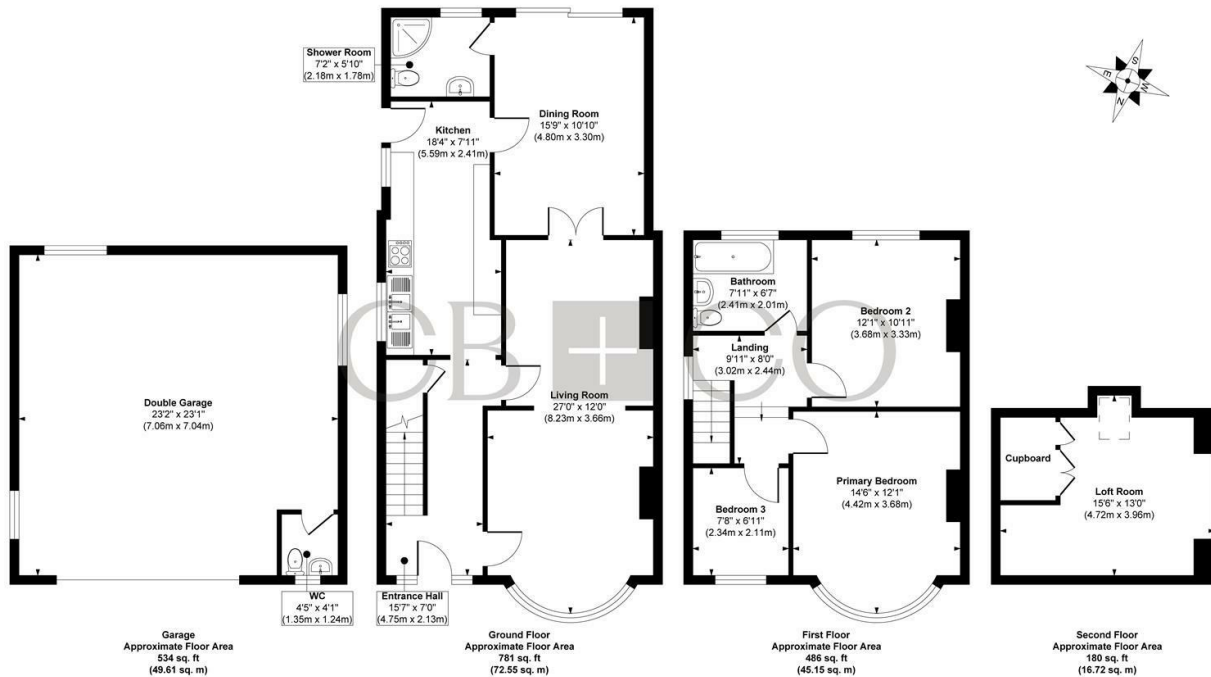 Shower Room
7'2" x 5'10"
(2.18m x 1.78m)
Kitchen
18'4" x 7'11"
(5.59m x 2.41m)
Dining Room
15'9" x 10'10"
(4.80m x 3.30m)
S
E
W
N
Double Garage
23'2" x 23'1"
(7.06m x 7.04m)
WC
4'5" x 4'1"
(1.35m x 1.24m)
Living Room
27'0" x 12'0"
(8.23m x 3.66m)
Entrance Hall
15'7" x 7'0"
(4.75m x 2.13m)
Bathroom
7'11" x 6'7"
(2.41m x 2.01m)
Bedroom 2
12'1" x 10'11"
(3.68m x 3.33m)
Landing
9'11" x 8'0"
(3.02m x 2.44m)
Primary Bedroom
14'6" x 12'1"
(4.42m x 3.68m)
Bedroom 3
7'8" x 6'11"
(2.34m x 2.11m)
Cupboard
Loft Room
15'6" x 13'0"
(4.72m x 3.96m)
CB + CO
Garage
Approximate Floor Area
534 sq. ft
(49.61 sq. m)
Ground Floor
Approximate Floor Area
781 sq. ft
(72.55 sq. m)
First Floor
Approximate Floor Area
486 sq. ft
(45.15 sq. m)
Second Floor
Approximate Floor Area
180 sq. ft
(16.72 sq. m)